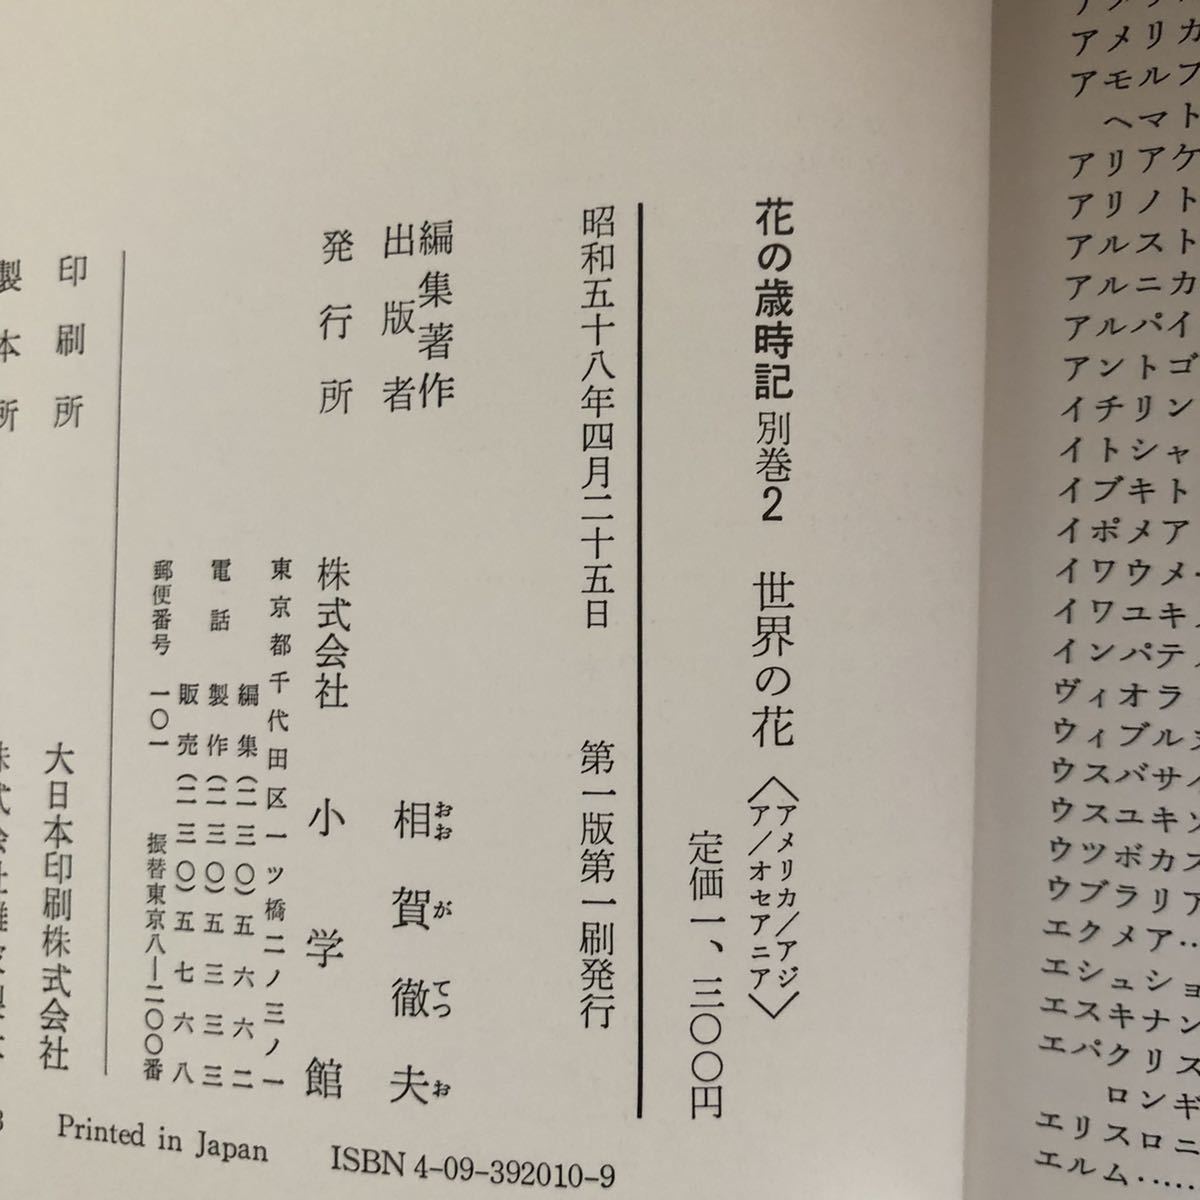 アメリカ
アモルフ
ヘマト
アリアケ
アリノト
アルスト
アルニカ
アルパイ
アントゴ
イチリン
イトシャ
イブキト
イポメア
イワウメ
イワユキ
インパテ
ヴィオラ
ウィブル
ウスバサ
ウスユキ
ウツボカ
ウブラリア
エクメア‥
エシュショ
エスキナン
エパクリス
ロンギ
エリスロニ
エルム‥‥‥
花の歳時記 別巻2 世界の花〈アメリカ/アジ
ア/オセアニア〉
定価一、三〇〇円
昭和五十八年四月二十五日 第一版第一刷発行
編集著作
出版者 相賀徹夫
おおがてつお
発行所 株式会社 小学館
東京都千代田区一ツ橋二ノ三ノ一
電話 編集(二三〇)五六六二
製作(二三〇)五三三三
販売(二三〇)五七六八
郵便番号 一〇一 振替東京八―二〇〇番
印刷所 大日本印刷株式会社
製本所
Printed in Japan ISBN4-09-392010-9